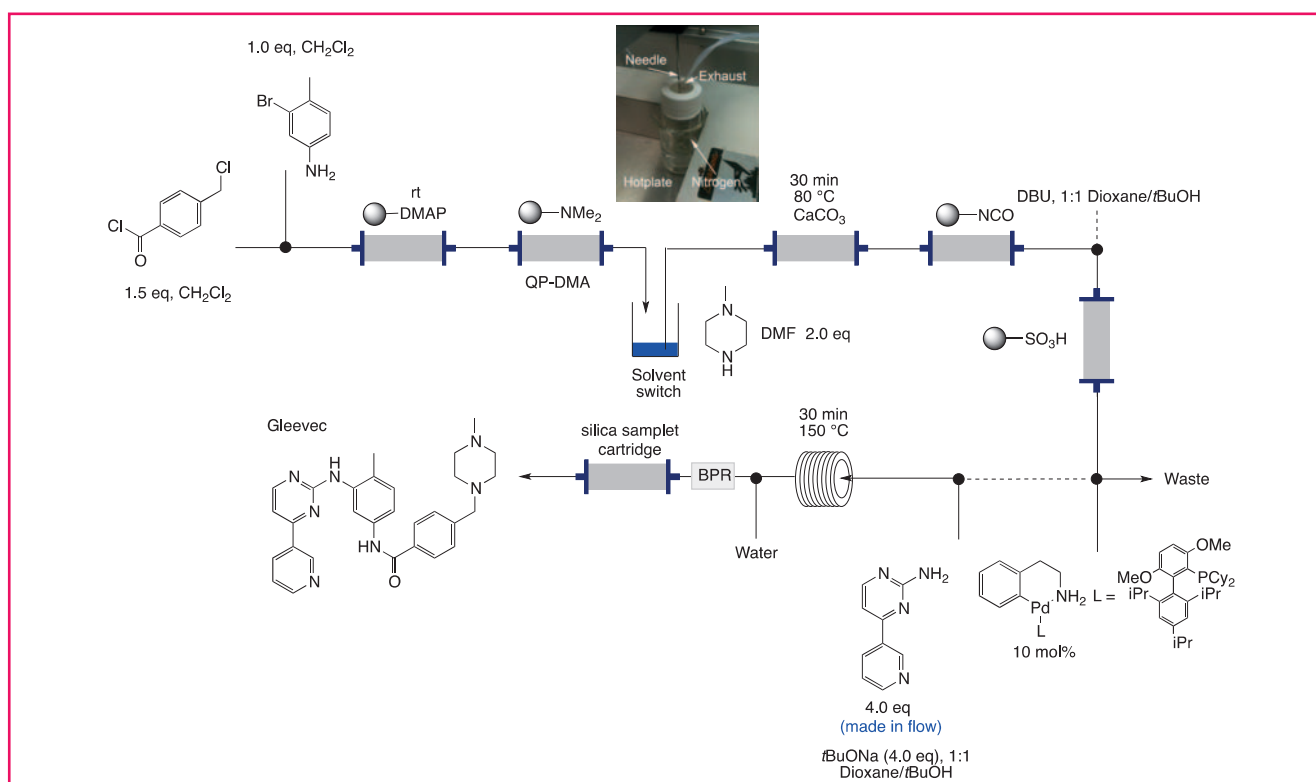 1.0 eq, CH2Cl2
Br
NH2
Cl
Cl
O
1.5 eq, CH2Cl2
rt
DMAP
NMe2
QP-DMA
Needle
Exhaust
Hotplate
Nitrogen
Solvent
switch
N
N
H
DMF 2.0 eq
30 min
80 °C
CaCO3
NCO
DBU, 1:1 Dioxane/tBuOH
SO3H
Waste
Gleevec
N
N
H
N
N
N
NH
O
N
N
silica samplet
cartridge
BPR
Water
30 min
150 °C
N
NH2
N
N
4.0 eq
(made in flow)
tBuONa (4.0 eq), 1:1
Dioxane/tBuOH
Pd
NH2
L
10 mol%
L =
OMe
MeO
PCy2
iPr
iPr
iPr